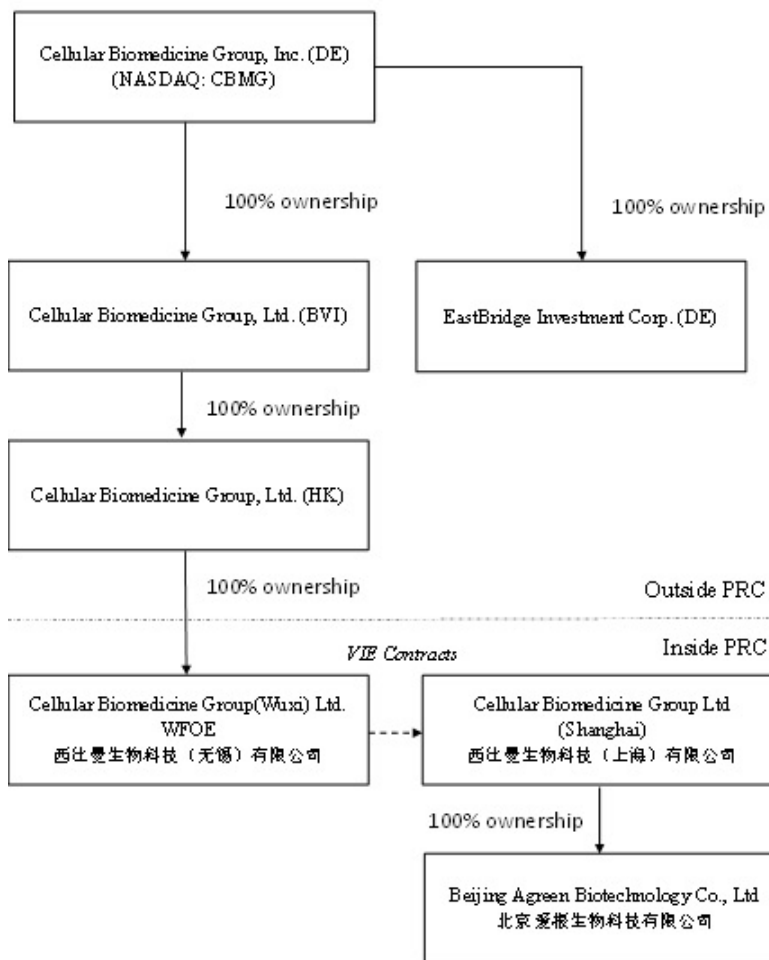 Cellular Biomedicine Group, Inc. (DE)
(NASDAQ: CBMG)
100% ownership
100% ownership
Cellular Biomedicine Group, Ltd. (BVI)
EastBridge Investment Corp. (DE)
100% ownership
Cellular Biomedicine Group, Ltd. (HK)
100% ownership
Outside PRC
Inside PRC
VIE Contracts
Cellular Biomedicine Group(Wuxi) Ltd.
WFOE
西比曼生物科技（无锡）有限公司
Cellular Biomedicine Group Ltd
(Shanghai)
西比曼生物科技（上海）有限公司
100% ownership
Beijing Agreen Biotechnology Co., Ltd
北京爱根生物科技有限公司